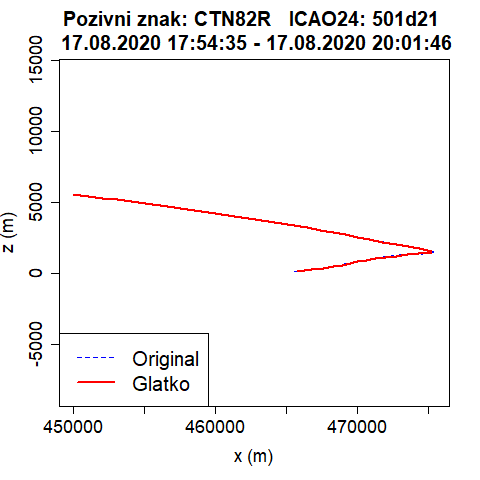 Pozivni znak: CTN82R   ICAO24: 501d21
17.08.2020 17:54:35 - 17.08.2020 20:01:46
z (m)
15000
10000
5000
0
-5000
Original
Glatko
450000
460000
470000
x (m)